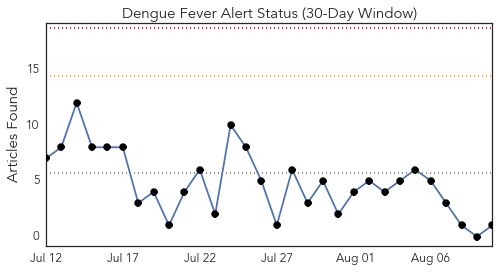 Dengue Fever Alert Status (30-Day Window)
Articles Found
15
10
5
0
Jul 12 Jul 17 Jul 22 Jul 27 Aug 01 Aug 06